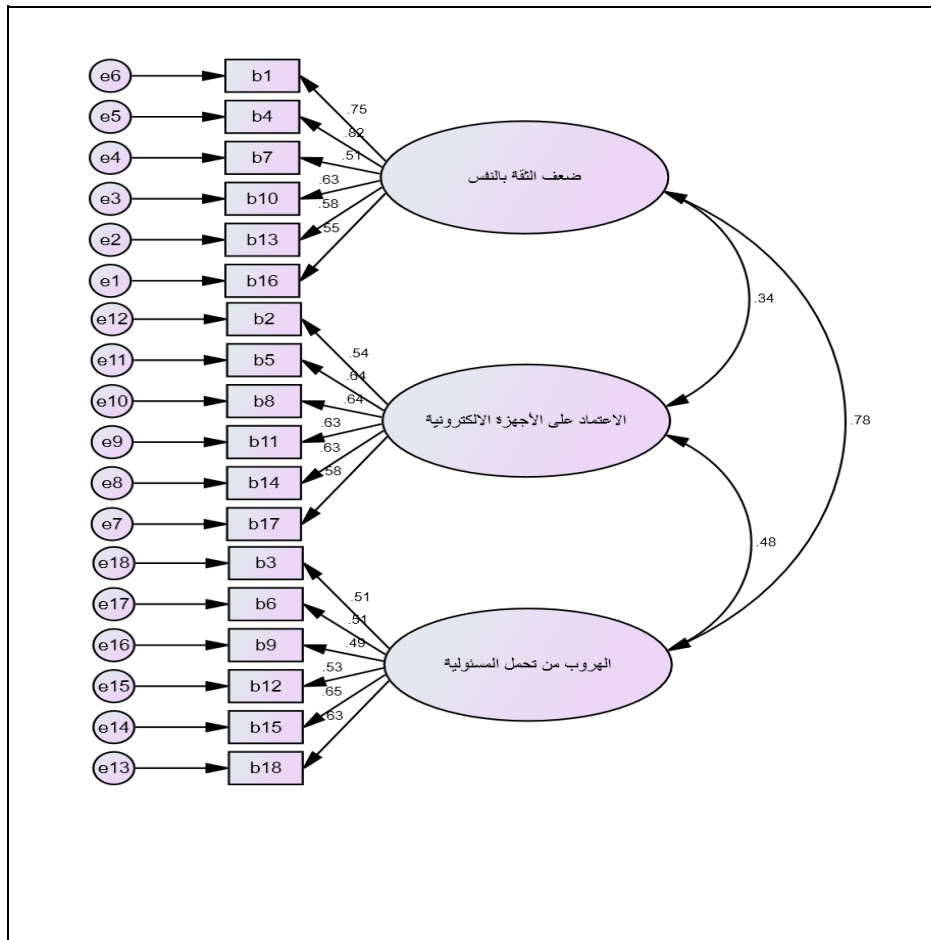 e6 b1
.75
e5 b4
.82
e4 b7
.51
ضعف الثقة بالنفس
.63
e3 b10
.58
e2 b13
.55
e1 b16
.34
e12 b2
.54
e11 b5
.64
e10 b8
.64
الاعتماد على الأجهزة الالكترونية
.78
.63
e9 b11
.63
e8 b14
.58
e7 b17
.48
e18 b3
.51
e17 b6
.51
e16 b9
.49
الهروب من تحمل المسئولية
.53
e15 b12
.65
e14 b15
.63
e13 b18